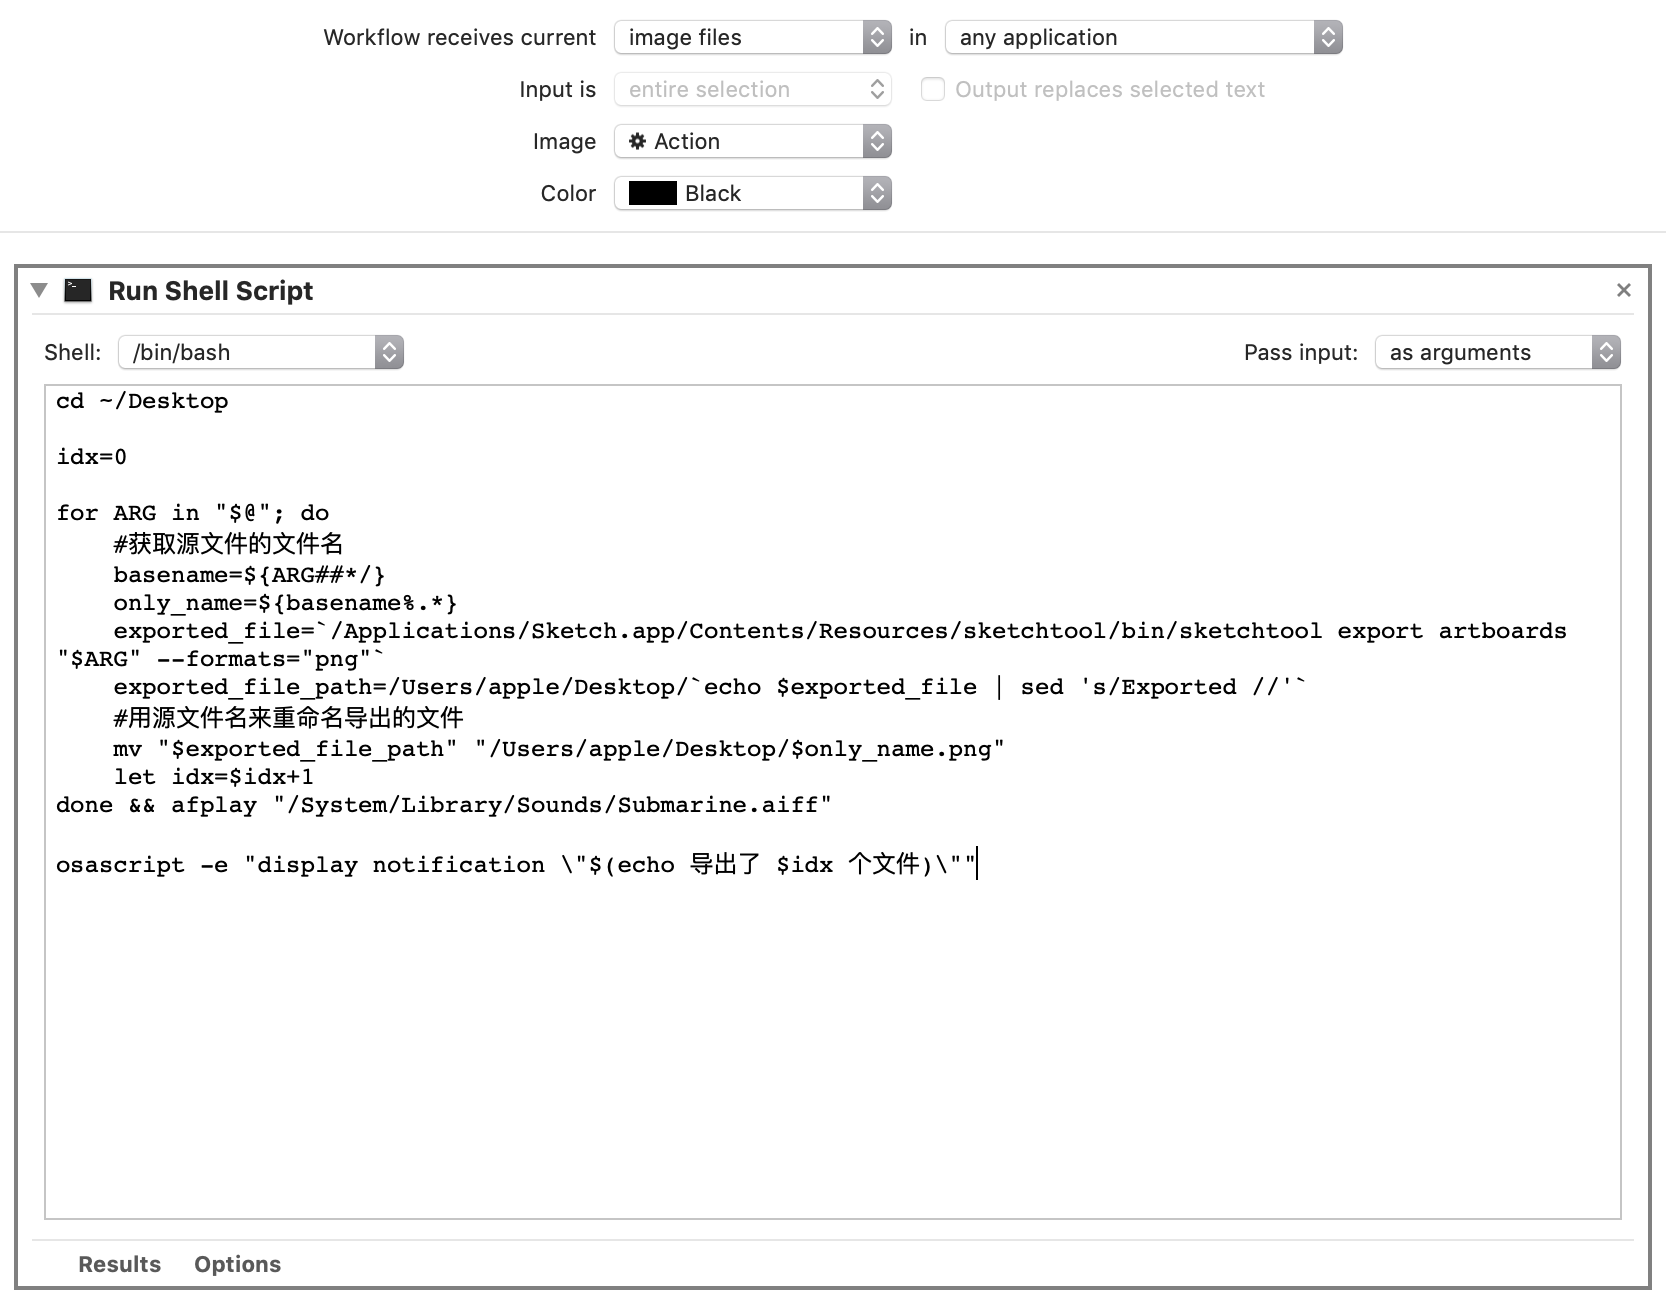 Workflow receives current image files in any application
Input is entire selection Output replaces selected text
Image Action
Color Black
Run Shell Script
Shell: /bin/bash Pass input: as arguments
cd ~/Desktop
idx=0
for ARG in "$@"; do
#获取源文件的文件名
basename=${ARG##*/}
only_name=${basename%.*}
exported_file=`/Applications/Sketch.app/Contents/Resources/sketchtool/bin/sketchtool export artboards
"$ARG" --formats="png"`
exported_file_path=/Users/apple/Desktop/`echo $exported_file | sed 's/Exported //'`
#用源文件名来重命名导出的文件
mv "$exported_file_path" "/Users/apple/Desktop/$only_name.png"
let idx=$idx+1
done && afplay "/System/Library/Sounds/Submarine.aiff"
osascript -e "display notification \"$(echo 导出了 $idx 个文件)\""
Results Options